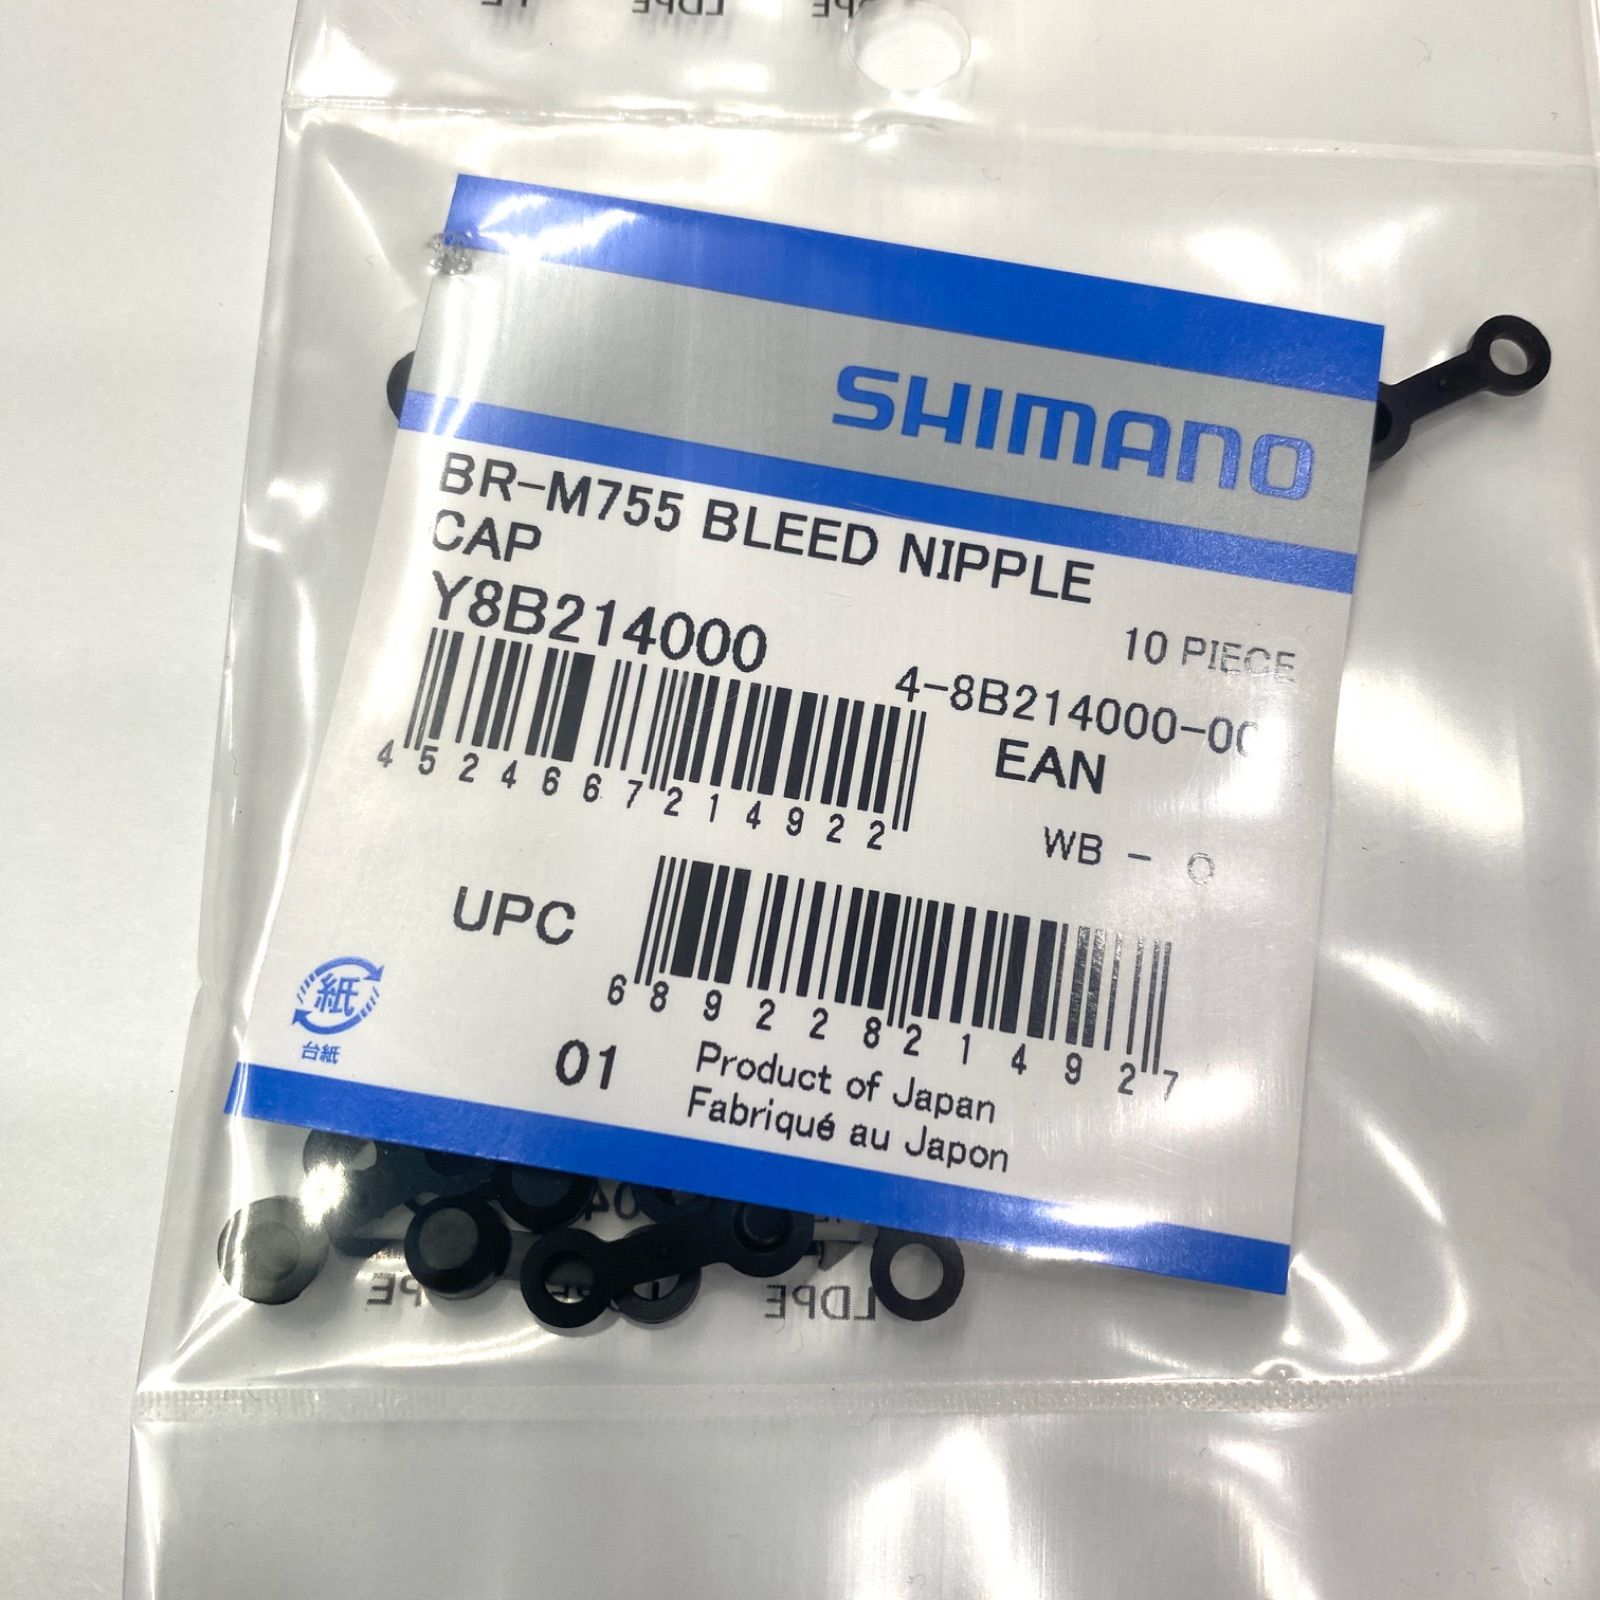 SHIMANO
BR-M755 BLEED NIPPLE
CAP
Y8B214000
10 PIECE
4-8B214000-00
4524667214922
EAN
WB - 0
UPC
689228214927
紙
台紙
01
Product of Japan
Fabriqué au Japon
LDPE